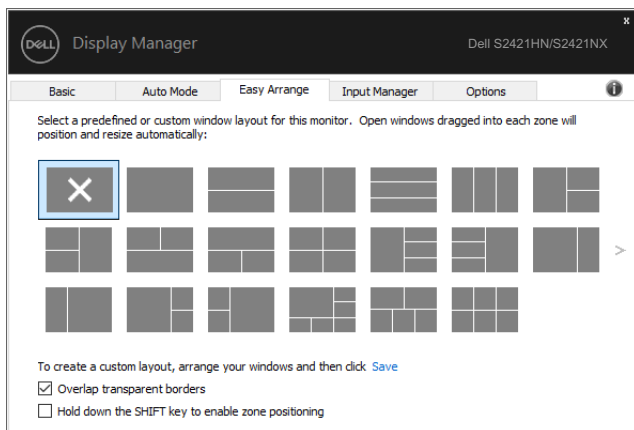 x
DELL Display Manager Dell S2421HN/S2421NX
Basic Auto Mode Easy Arrange Input Manager Options i
Select a predefined or custom window layout for this monitor. Open windows dragged into each zone will
position and resize automatically:
>
To create a custom layout, arrange your windows and then click Save
Overlap transparent borders
Hold down the SHIFT key to enable zone positioning